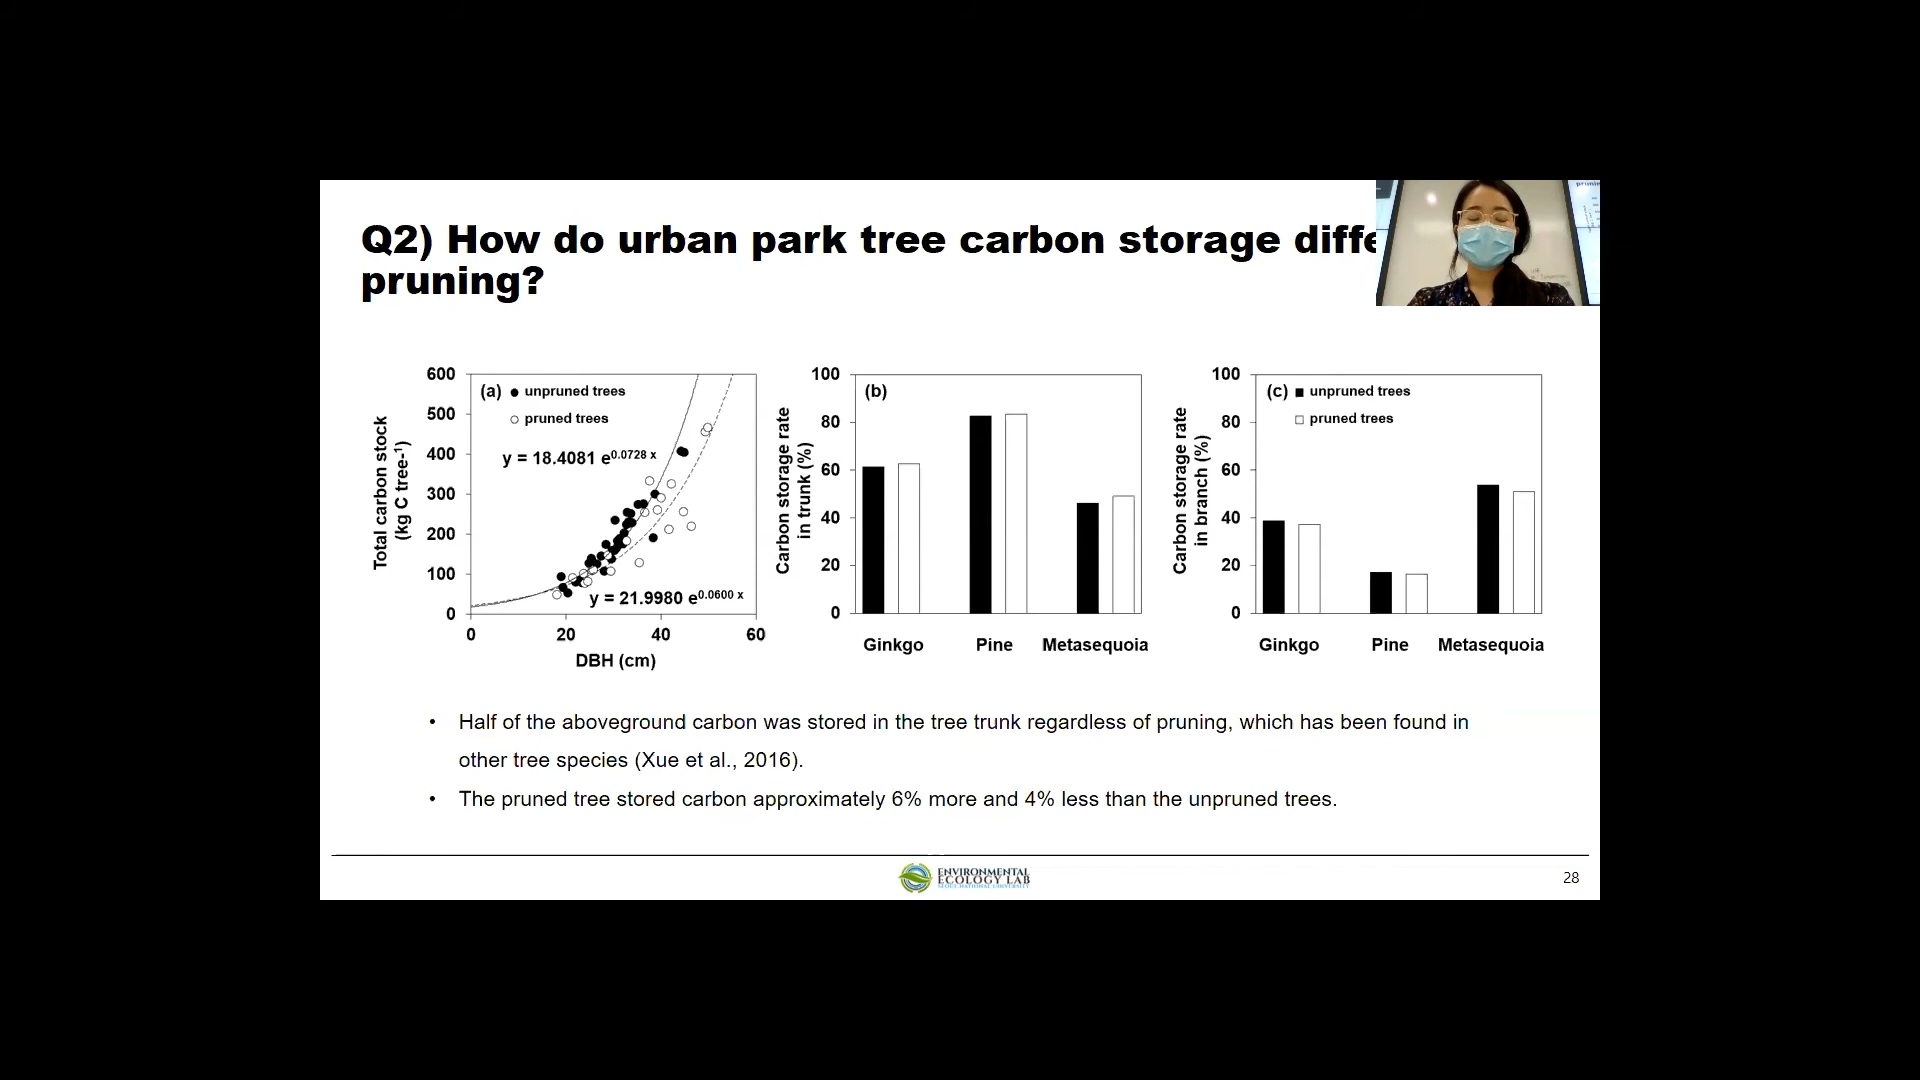 Q2) How do urban park tree carbon storage diffe
pruning?
600
500
400
300
200
100
0
0
20
40
60
(a)
unpruned trees
pruned trees
y = 18.4081 e0.0728 x
y = 21.9980 e0.0600 x
Total carbon stock
(kg C tree-1)
DBH (cm)
100
80
60
40
20
0
(b)
Carbon storage rate
in trunk (%)
Ginkgo
Pine
Metasequoia
100
80
60
40
20
0
(c)
unpruned trees
pruned trees
Carbon storage rate
in branch (%)
Ginkgo
Pine
Metasequoia
• Half of the aboveground carbon was stored in the tree trunk regardless of pruning, which has been found in
other tree species (Xue et al., 2016).
• The pruned tree stored carbon approximately 6% more and 4% less than the unpruned trees.
ENVIRONMENTAL
ECOLOGY LAB
SEOUL NATIONAL UNIVERSITY
28